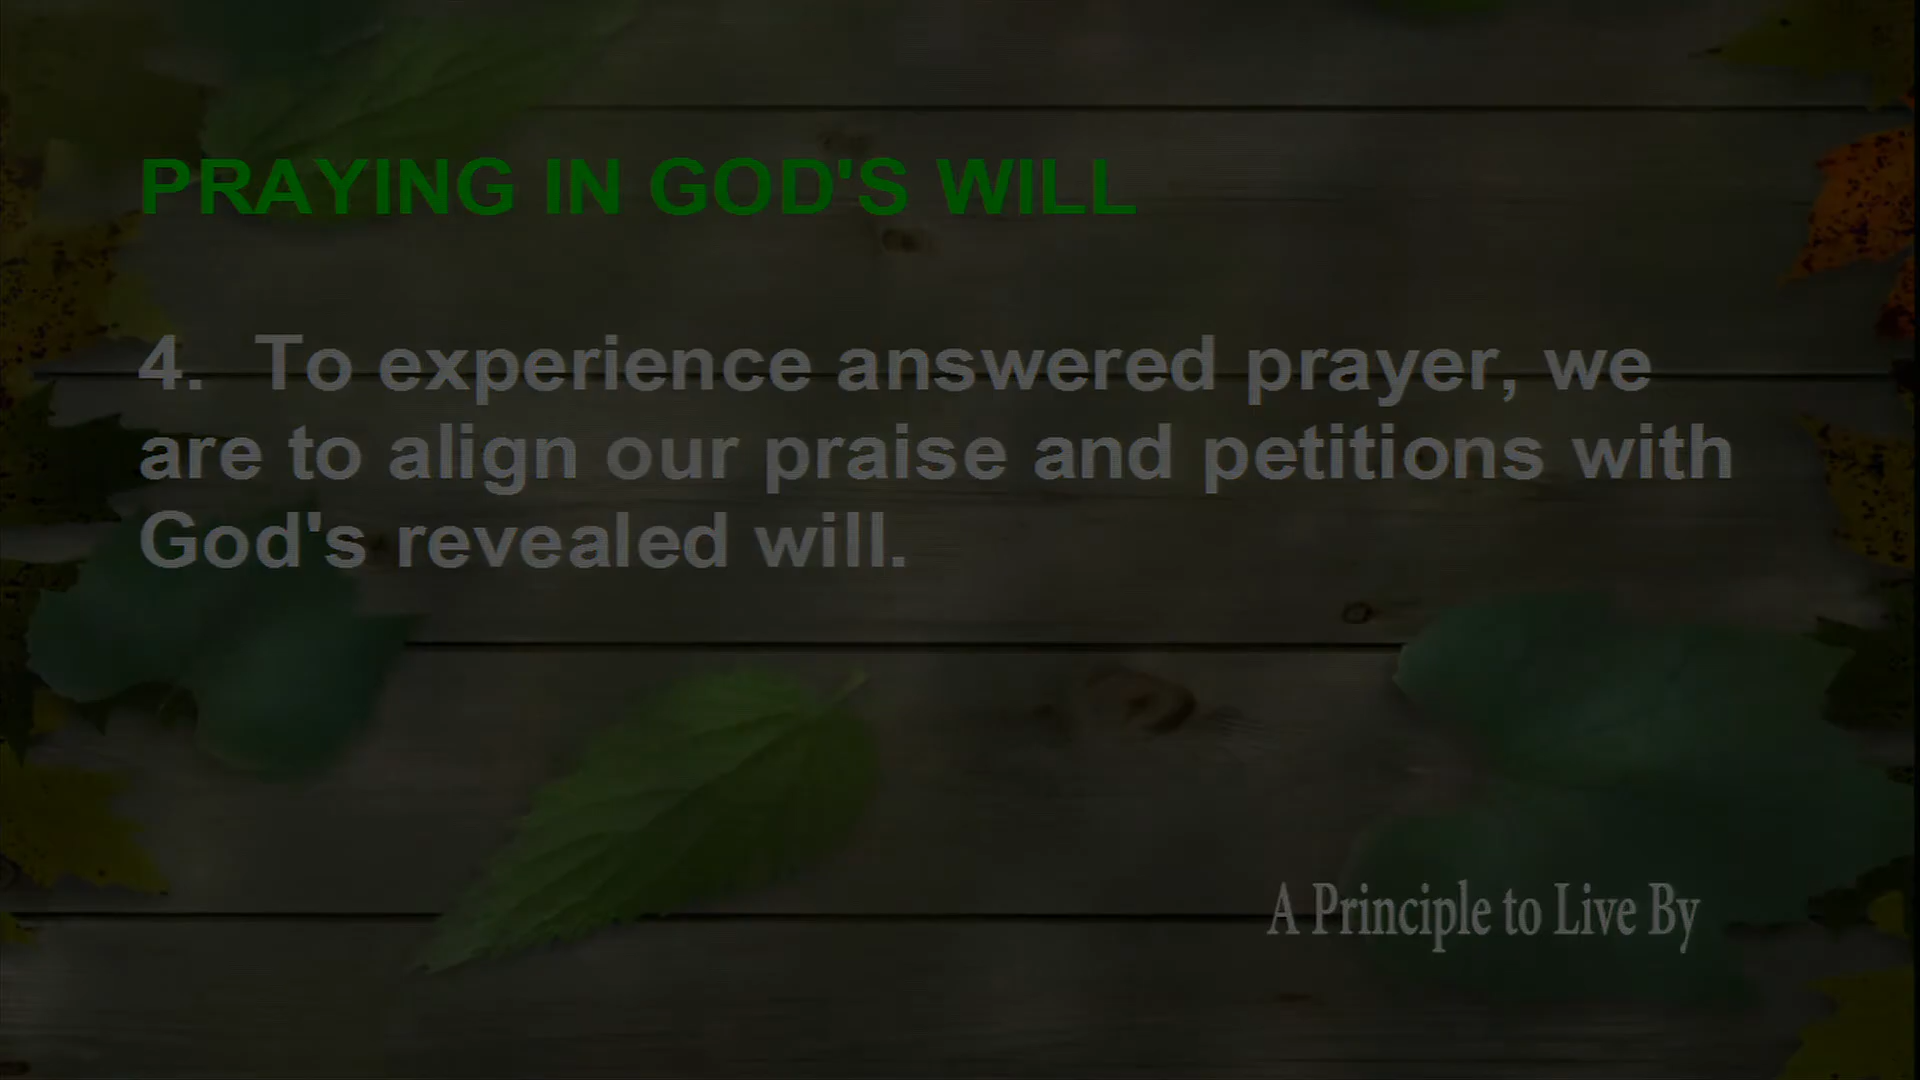 PRAYING IN GOD'S WILL
4. To experience answered prayer, we
are to align our praise and petitions with
God's revealed will.
A Principle to Live By